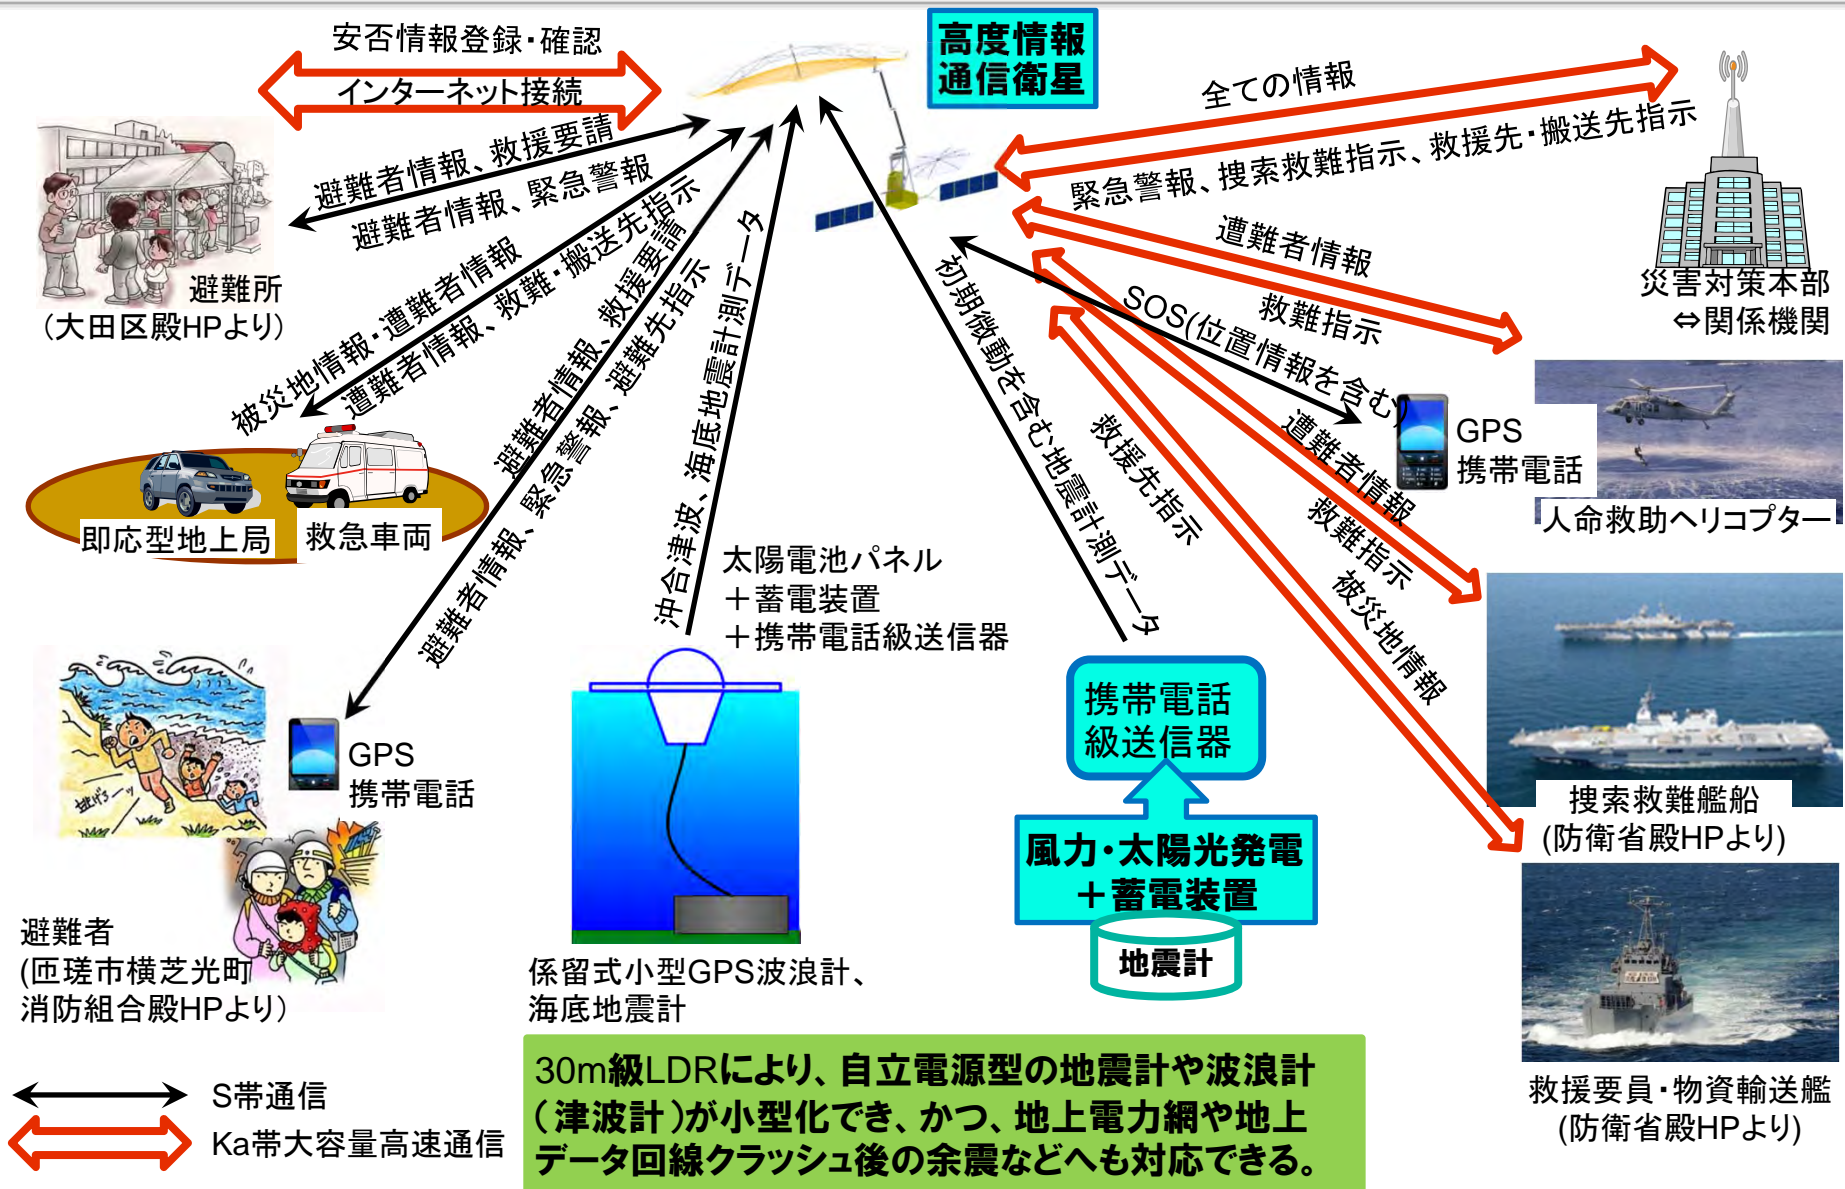 安否情報登録・確認
インターネット接続
高度情報
通信衛星
全ての情報
緊急警報、捜索救難指示、救援先・搬送先指示
災害対策本部
⇔関係機関
避難者情報、救援要請
避難者情報、緊急警報
避難所
(大田区殿HPより)
被災地情報・遭難者情報
遭難者情報、救難・搬送先指示
即応型地上局
救急車両
避難者情報、救援要請
避難者情報、緊急警報、避難先指示
沖合津波、海底地震計測データ
初期微動を含む地震計測データ
遭難者情報
救難指示
SOS(位置情報を含む)
GPS
携帯電話
人命救助ヘリコプター
遭難者情報
救難指示
救援先指示
被災地情報
捜索救難艦船
(防衛省殿HPより)
救援要員・物資輸送艦
(防衛省殿HPより)
太陽電池パネル
＋蓄電装置
＋携帯電話級送信器
携帯電話
級送信器
風力・太陽光発電
＋蓄電装置
地震計
逃げろーッ
GPS
携帯電話
避難者
(匝瑳市横芝光町
消防組合殿HPより)
係留式小型GPS波浪計、
海底地震計
S帯通信
Ka帯大容量高速通信
30m級LDRにより、自立電源型の地震計や波浪計
(津波計)が小型化でき、かつ、地上電力網や地上
データ回線クラッシュ後の余震などへも対応できる。